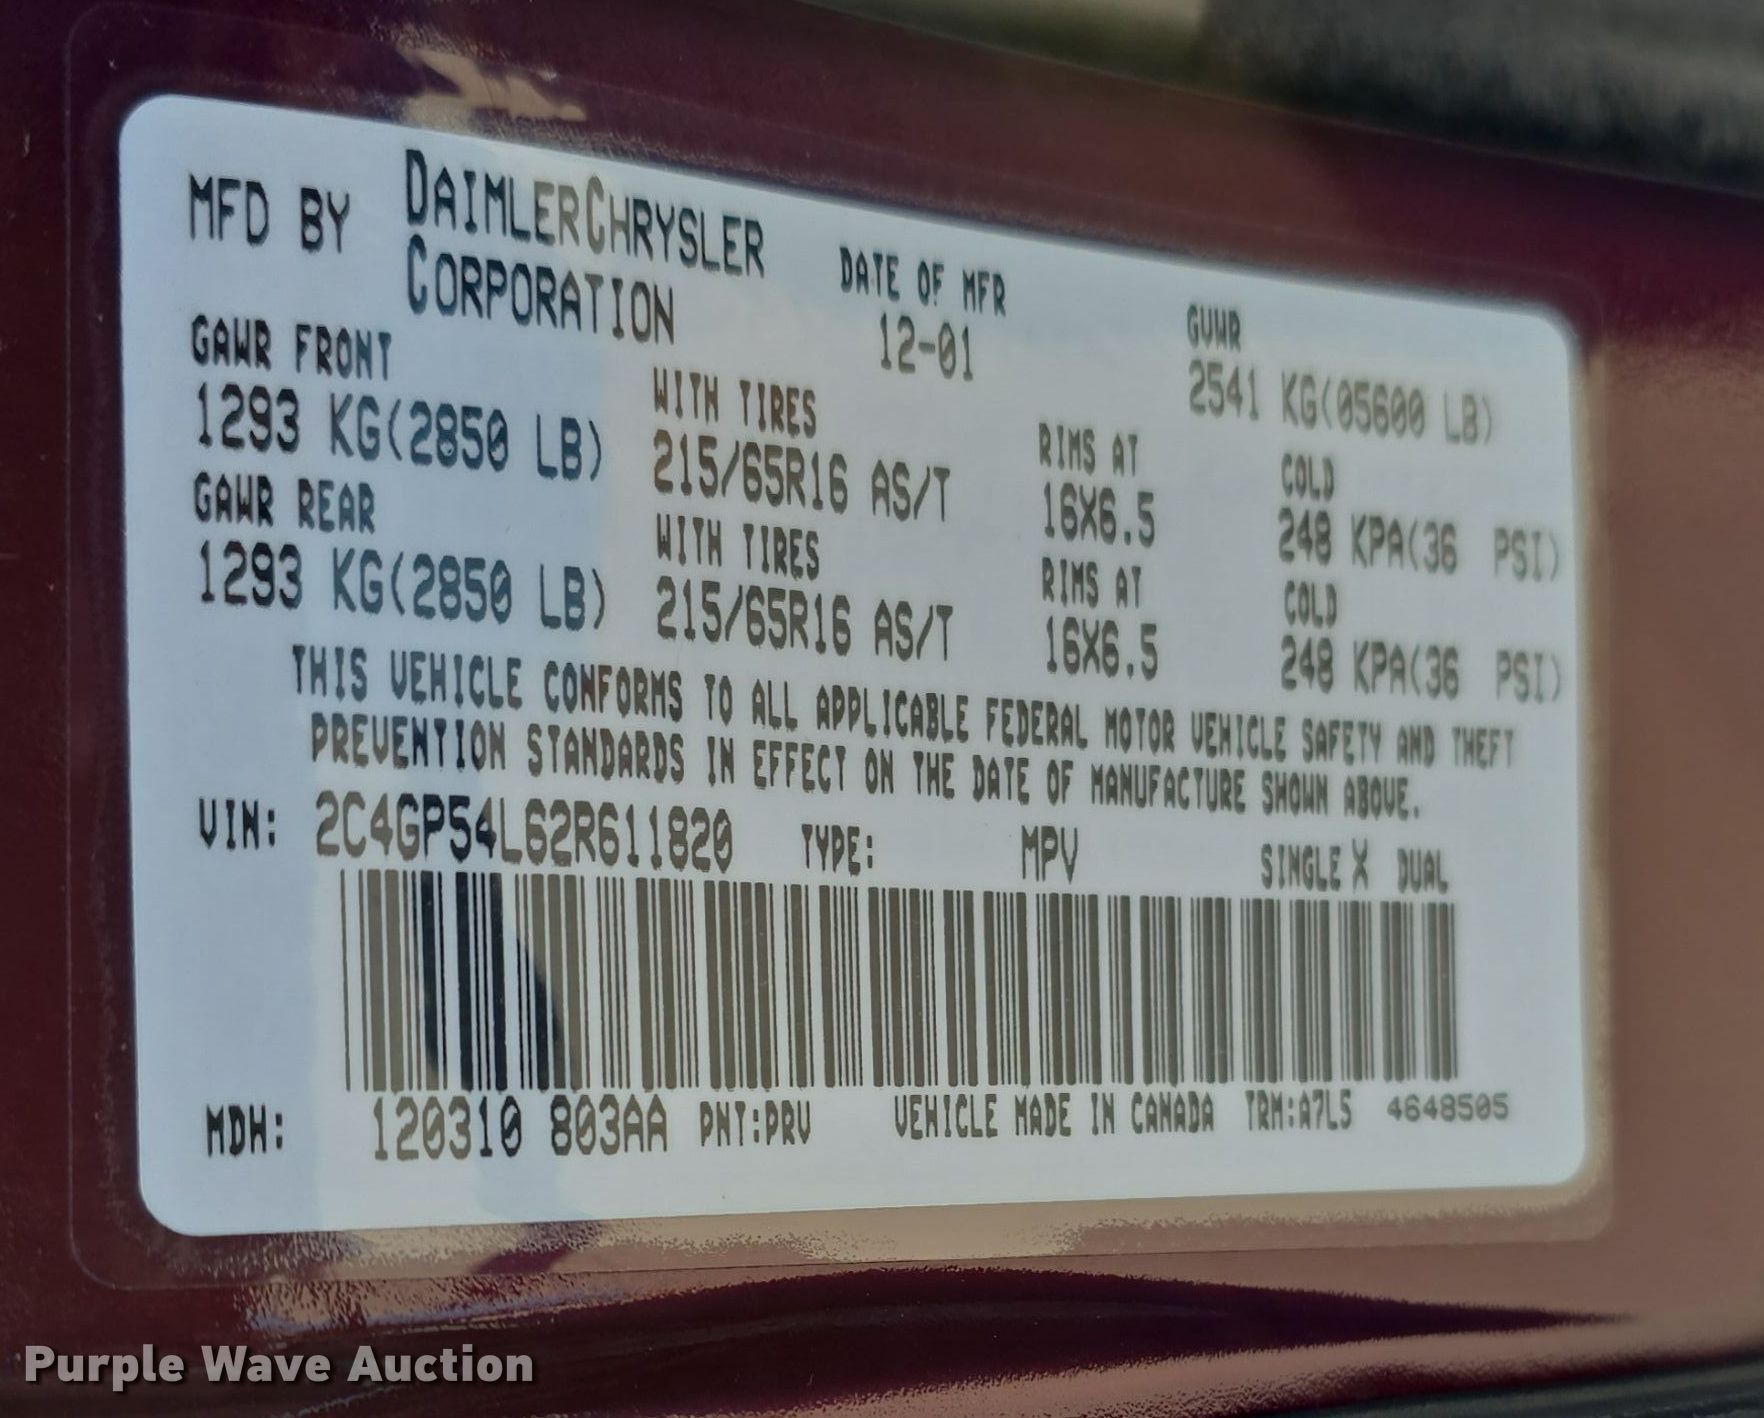 MFD BY DAIMLERCHRYSLER CORPORATION DATE OF MFR 12-01 GVWR 2541 KG(05600 LB)
GAWR FRONT WITH TIRES RIMS AT COLD
1293 KG(2850 LB) 215/65R16 AS/T 16X6.5 248 KPA(36 PSI)
GAWR REAR WITH TIRES RIMS AT COLD
1293 KG(2850 LB) 215/65R16 AS/T 16X6.5 248 KPA(36 PSI)
THIS VEHICLE CONFORMS TO ALL APPLICABLE FEDERAL MOTOR VEHICLE SAFETY AND THEFT
PREVENTION STANDARDS IN EFFECT ON THE DATE OF MANUFACTURE SHOWN ABOVE.
VIN: 2C4GP54L62R611820 TYPE: MPV SINGLE X DUAL
MDH: 120310 803AA PNT:PRV VEHICLE MADE IN CANADA TRM:A7L5 4648505
Purple Wave Auction